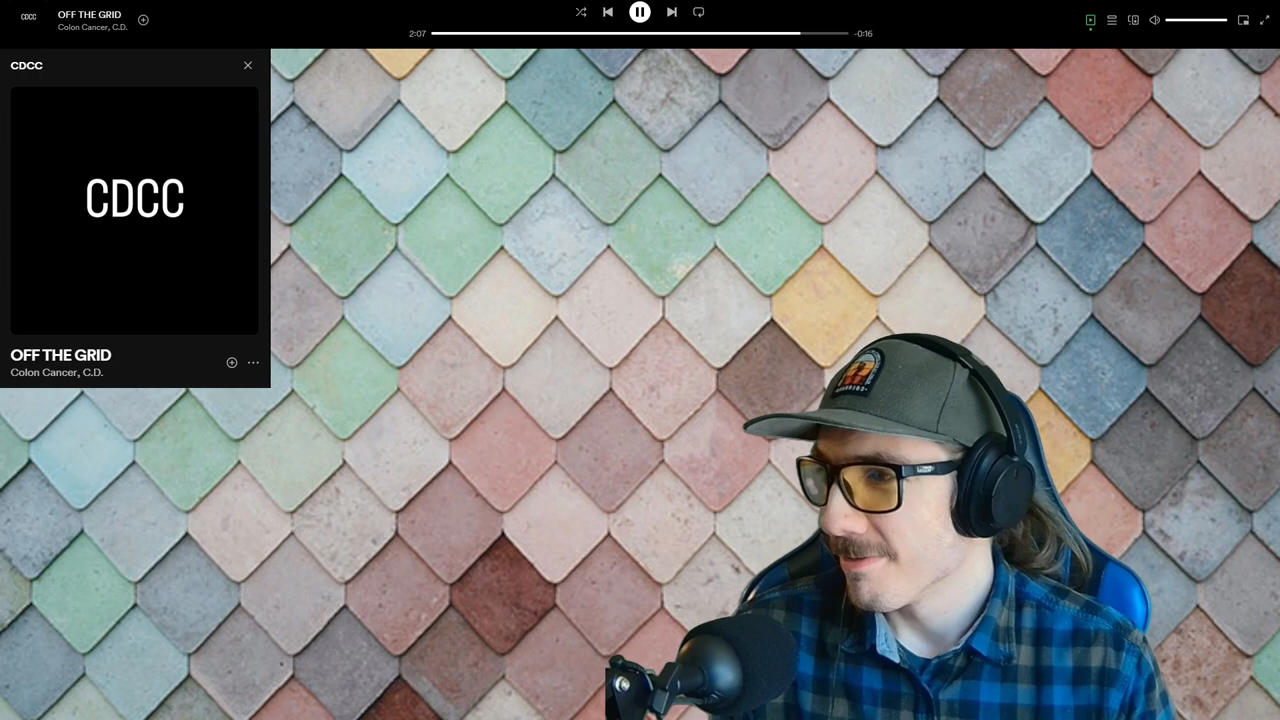 CDCC
OFF THE GRID
Colon Cancer, C.D.
2:07
-0:16
CDCC
CDCC
OFF THE GRID
Colon Cancer, C.D.